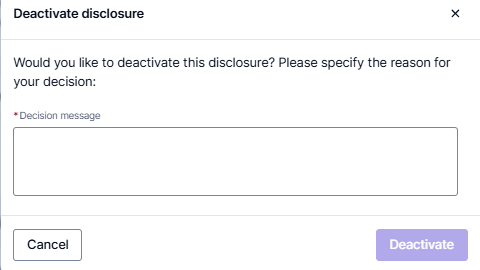 Deactivate disclosure
Would you like to deactivate this disclosure? Please specify the reason for
your decision:
* Decision message
Cancel
Deactivate